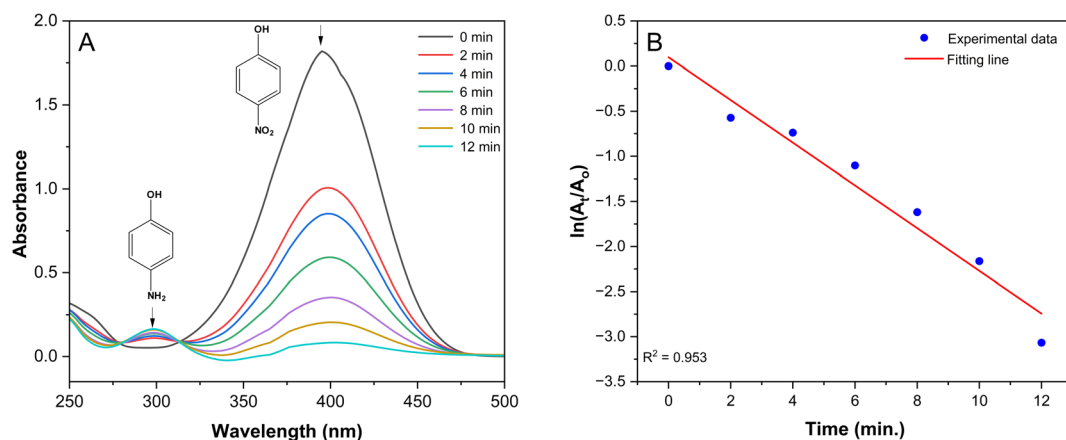 A
OH
NO₂
OH
NH₂
0 min
2 min
4 min
6 min
8 min
10 min
12 min
2.0
1.5
1.0
0.5
0.0
Absorbance
250
300
350
400
450
500
Wavelength (nm)
B
Experimental data
Fitting line
0.0
−0.5
−1.0
−1.5
−2.0
−2.5
−3.0
−3.5
ln(Aₜ/Aₒ)
R² = 0.953
0
2
4
6
8
10
12
Time (min.)